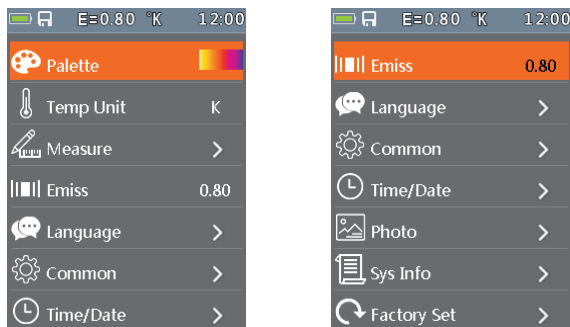 E=0.80 °K 12:00
Palette
Temp Unit K
Measure >
Emiss 0.80
Language >
Common >
Time/Date >
E=0.80 °K 12:00
Emiss 0.80
Language >
Common >
Time/Date >
Photo >
Sys Info >
Factory Set >